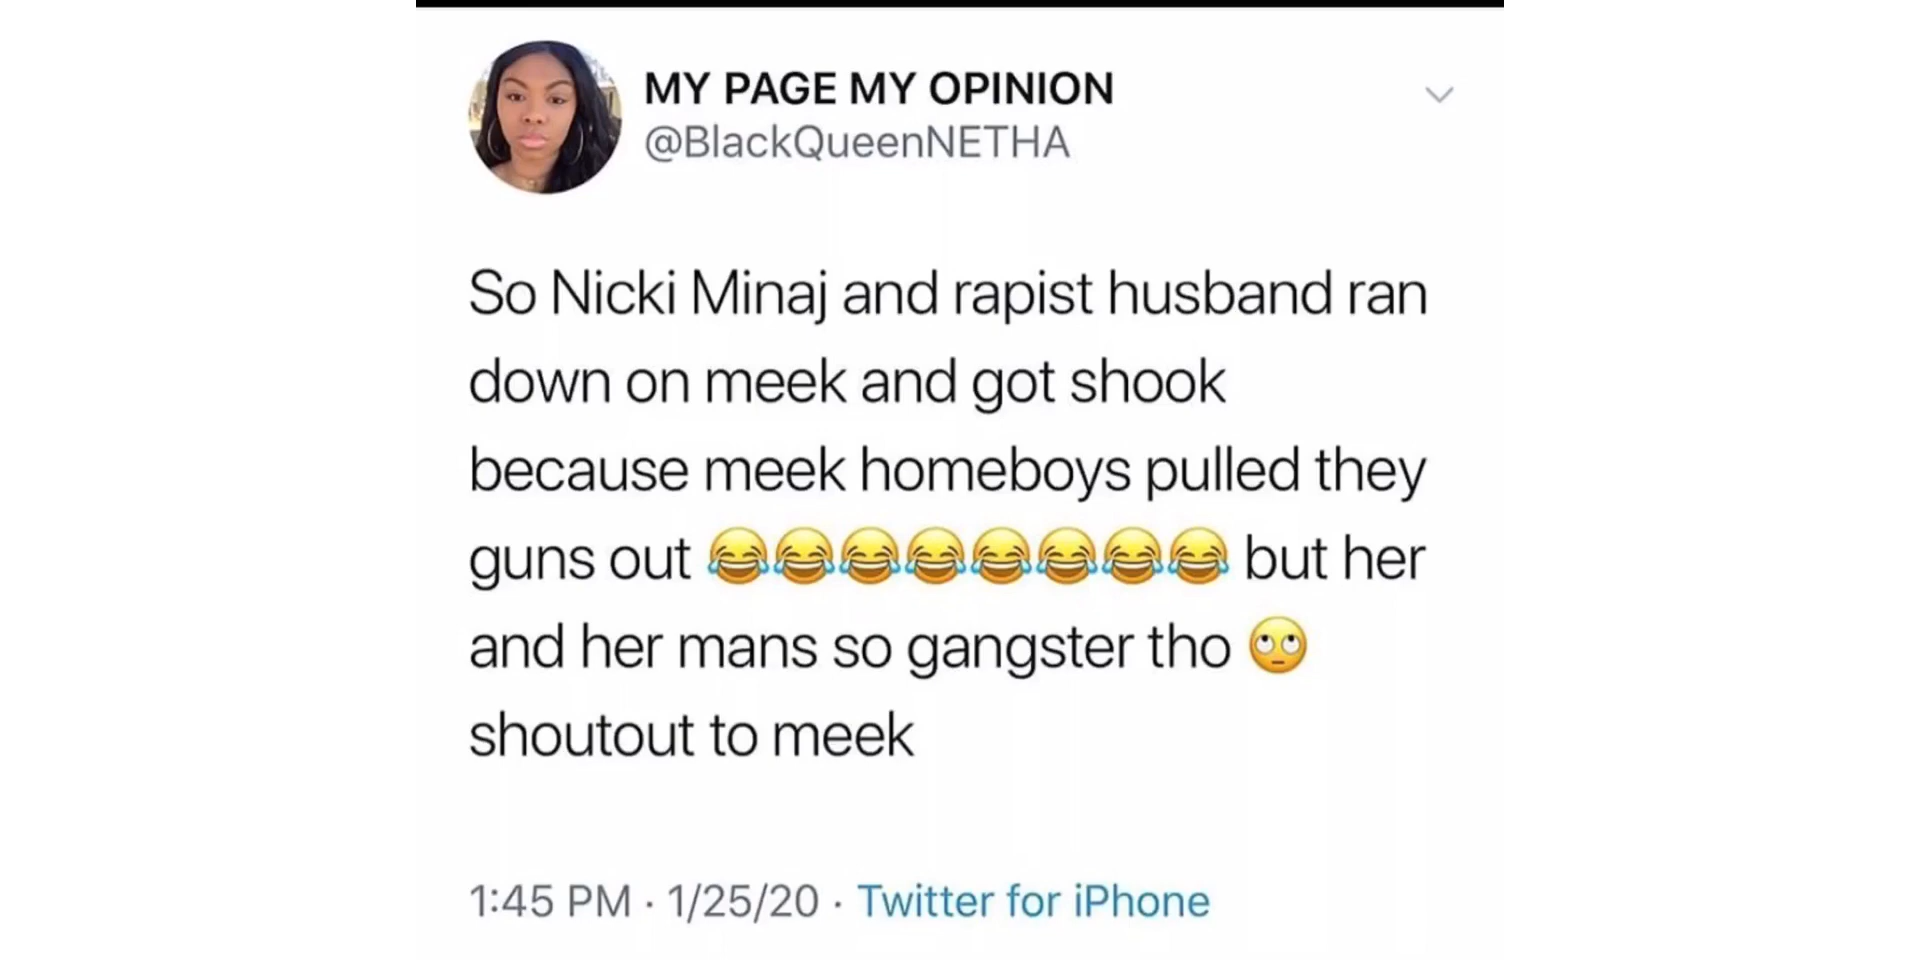 MY PAGE MY OPINION
@BlackQueenNETHA
So Nicki Minaj and rapist husband ran
down on meek and got shook
because meek homeboys pulled they
guns out 😂😂😂😂😂😂😂😂 but her
and her mans so gangster tho 🙄
shoutout to meek
1:45 PM · 1/25/20 · Twitter for iPhone